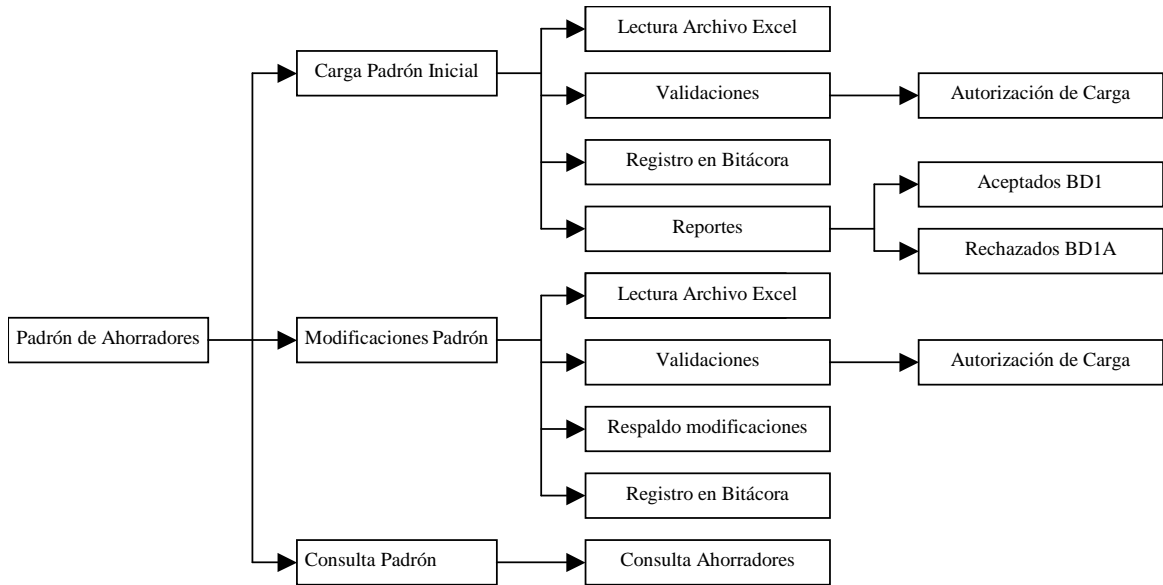 Lectura Archivo Excel
Carga Padrón Inicial
Validaciones
Autorización de Carga
Registro en Bitácora
Aceptados BD1
Reportes
Rechazados BD1A
Lectura Archivo Excel
Padrón de Ahorradores
Modificaciones Padrón
Validaciones
Autorización de Carga
Respaldo modificaciones
Registro en Bitácora
Consulta Padrón
Consulta Ahorradores